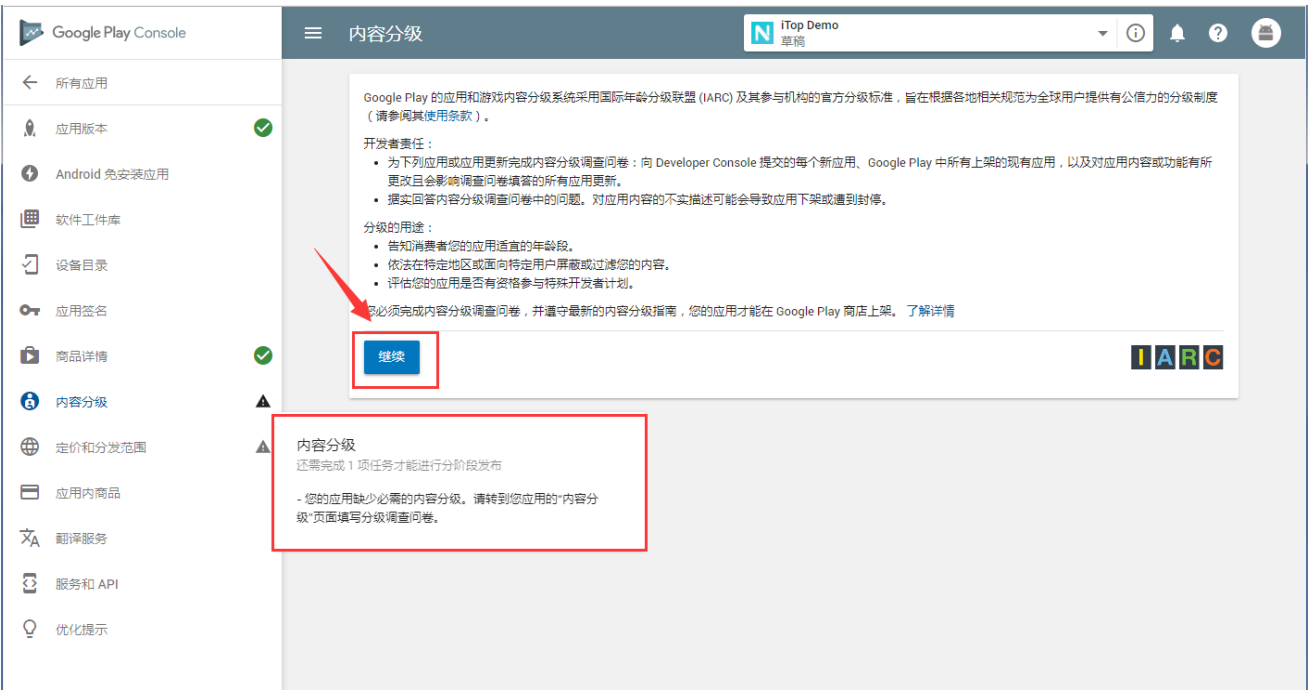 Google Play Console
内容分级
iTop Demo
草稿
所有应用
应用版本
Android 免安装应用
软件工件库
设备目录
应用签名
商品详情
内容分级
定价和分发范围
应用内商品
翻译服务
服务和 API
优化提示
Google Play 的应用和游戏内容分级系统采用国际年龄分级联盟 (IARC) 及其参与机构的官方分级标准，旨在根据各地相关规范为全球用户提供有公信力的分级制度
（请参阅其使用条款）。
开发者责任：
• 为下列应用或应用更新完成内容分级调查问卷：向 Developer Console 提交的每个新应用、Google Play 中所有上架的现有应用，以及对应用内容或功能有所
更改且会影响调查问卷填答的所有应用更新。
• 据实回答内容分级调查问卷中的问题。对应用内容的不实描述可能会导致应用下架或遭到封停。
分级的用途：
• 告知消费者您的应用适宜的年龄段。
• 依法在特定地区或面向特定用户屏蔽或过滤您的内容。
• 评估您的应用是否有资格参与特殊开发者计划。
您必须完成内容分级调查问卷，并遵守最新的内容分级指南，您的应用才能在 Google Play 商店上架。 了解详情
继续
IARC
内容分级
还需完成 1 项任务才能进行分阶段发布
- 您的应用缺少必需的内容分级。请转到您应用的“内容分
级”页面填写分级调查问卷。